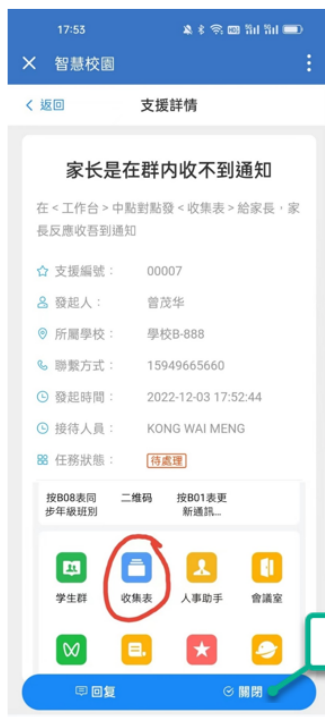 17:53
智慧校園
返回
支援詳情
家长是在群内收不到通知
在<工作台>中點對點發<收集表>給家長，家
長反應收吾到通知
支援編號： 00007
發起人： 曾茂华
所屬學校： 學校B-888
聯繫方式： 15949665660
發起時間： 2022-12-03 17:52:44
接待人員： KONG WAI MENG
任務狀態： 待處理
按B08表同 二维码 按B01表更
步年級班別 新通訊...
学生群 收集表 人事助手 會議室
回复 關閉